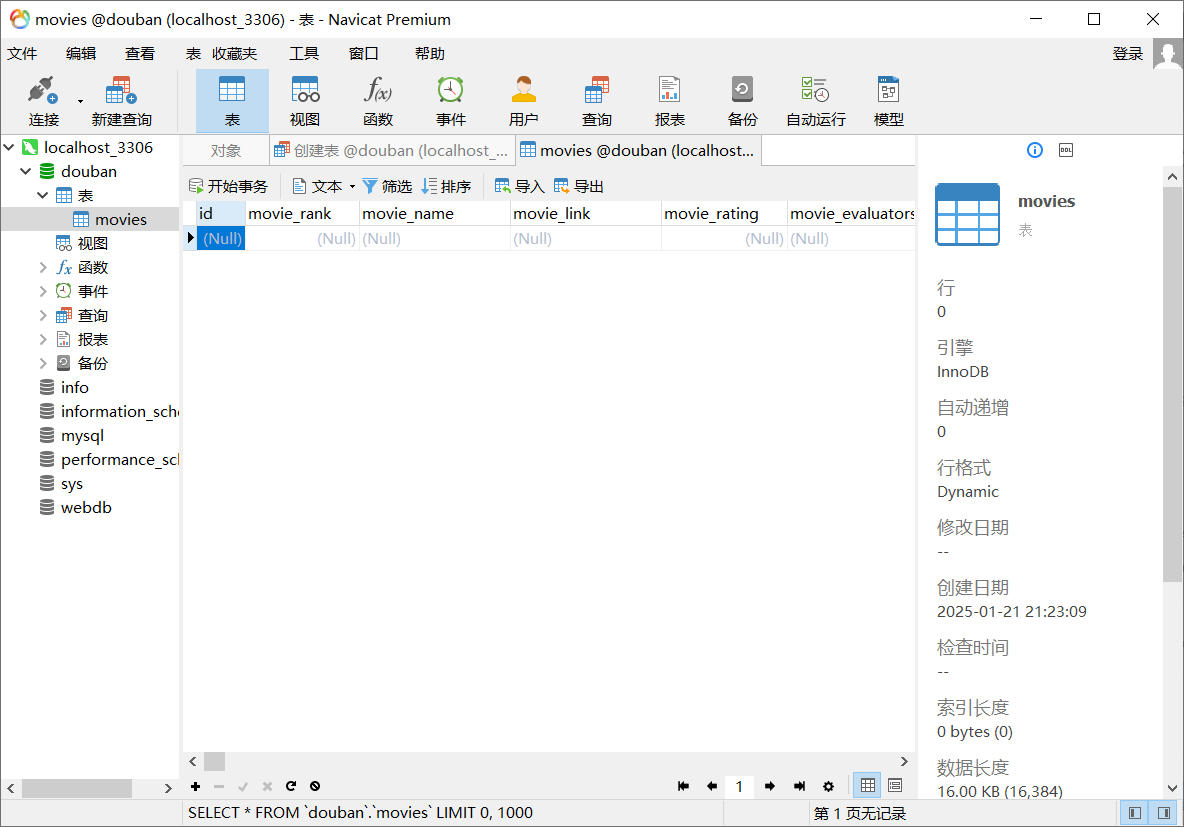 movies @douban (localhost_3306) - 表 - Navicat Premium
文件 编辑 查看 表 收藏夹 工具 窗口 帮助 登录
连接 新建查询 表 视图 函数 事件 用户 查询 报表 备份 自动运行 模型
localhost_3306
douban
表
movies
视图
函数
事件
查询
报表
备份
info
information_sche
mysql
performance_scl
sys
webdb
对象 创建表 @douban (localhost_... movies @douban (localhost...
开始事务 文本 筛选 排序 导入 导出
id movie_rank movie_name movie_link movie_rating movie_evaluators
(Null) (Null) (Null) (Null) (Null) (Null)
movies
表
行
0
引擎
InnoDB
自动递增
0
行格式
Dynamic
修改日期
--
创建日期
2025-01-21 21:23:09
检查时间
--
索引长度
0 bytes (0)
数据长度
16.00 KB (16,384)
1
SELECT * FROM `douban`.`movies` LIMIT 0, 1000
第 1 页无记录